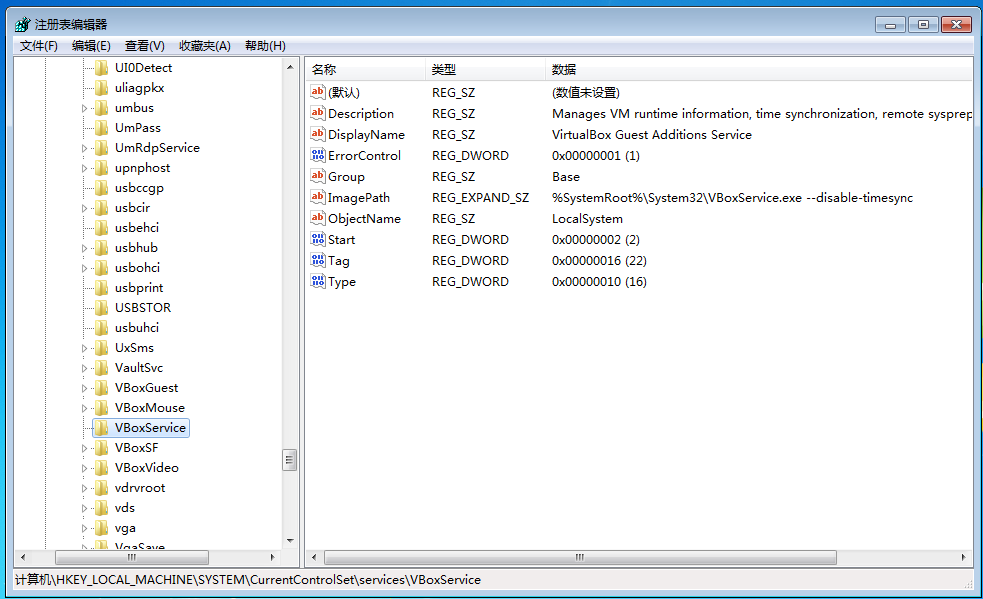 注册表编辑器
文件(F) 编辑(E) 查看(V) 收藏夹(A) 帮助(H)
UI0Detect
uliagpkx
umbus
UmPass
UmRdpService
upnphost
usbccgp
usbcir
usbehci
usbhub
usbohci
usbprint
USBSTOR
usbuhci
UxSms
VaultSvc
VBoxGuest
VBoxMouse
VBoxService
VBoxSF
VBoxVideo
vdrvroot
vds
vga
VgaSave
名称 类型 数据
(默认) REG_SZ (数值未设置)
Description REG_SZ Manages VM runtime information, time synchronization, remote sysprep
DisplayName REG_SZ VirtualBox Guest Additions Service
ErrorControl REG_DWORD 0x00000001 (1)
Group REG_SZ Base
ImagePath REG_EXPAND_SZ %SystemRoot%\System32\VBoxService.exe --disable-timesync
ObjectName REG_SZ LocalSystem
Start REG_DWORD 0x00000002 (2)
Tag REG_DWORD 0x00000016 (22)
Type REG_DWORD 0x00000010 (16)
计算机\HKEY_LOCAL_MACHINE\SYSTEM\CurrentControlSet\services\VBoxService